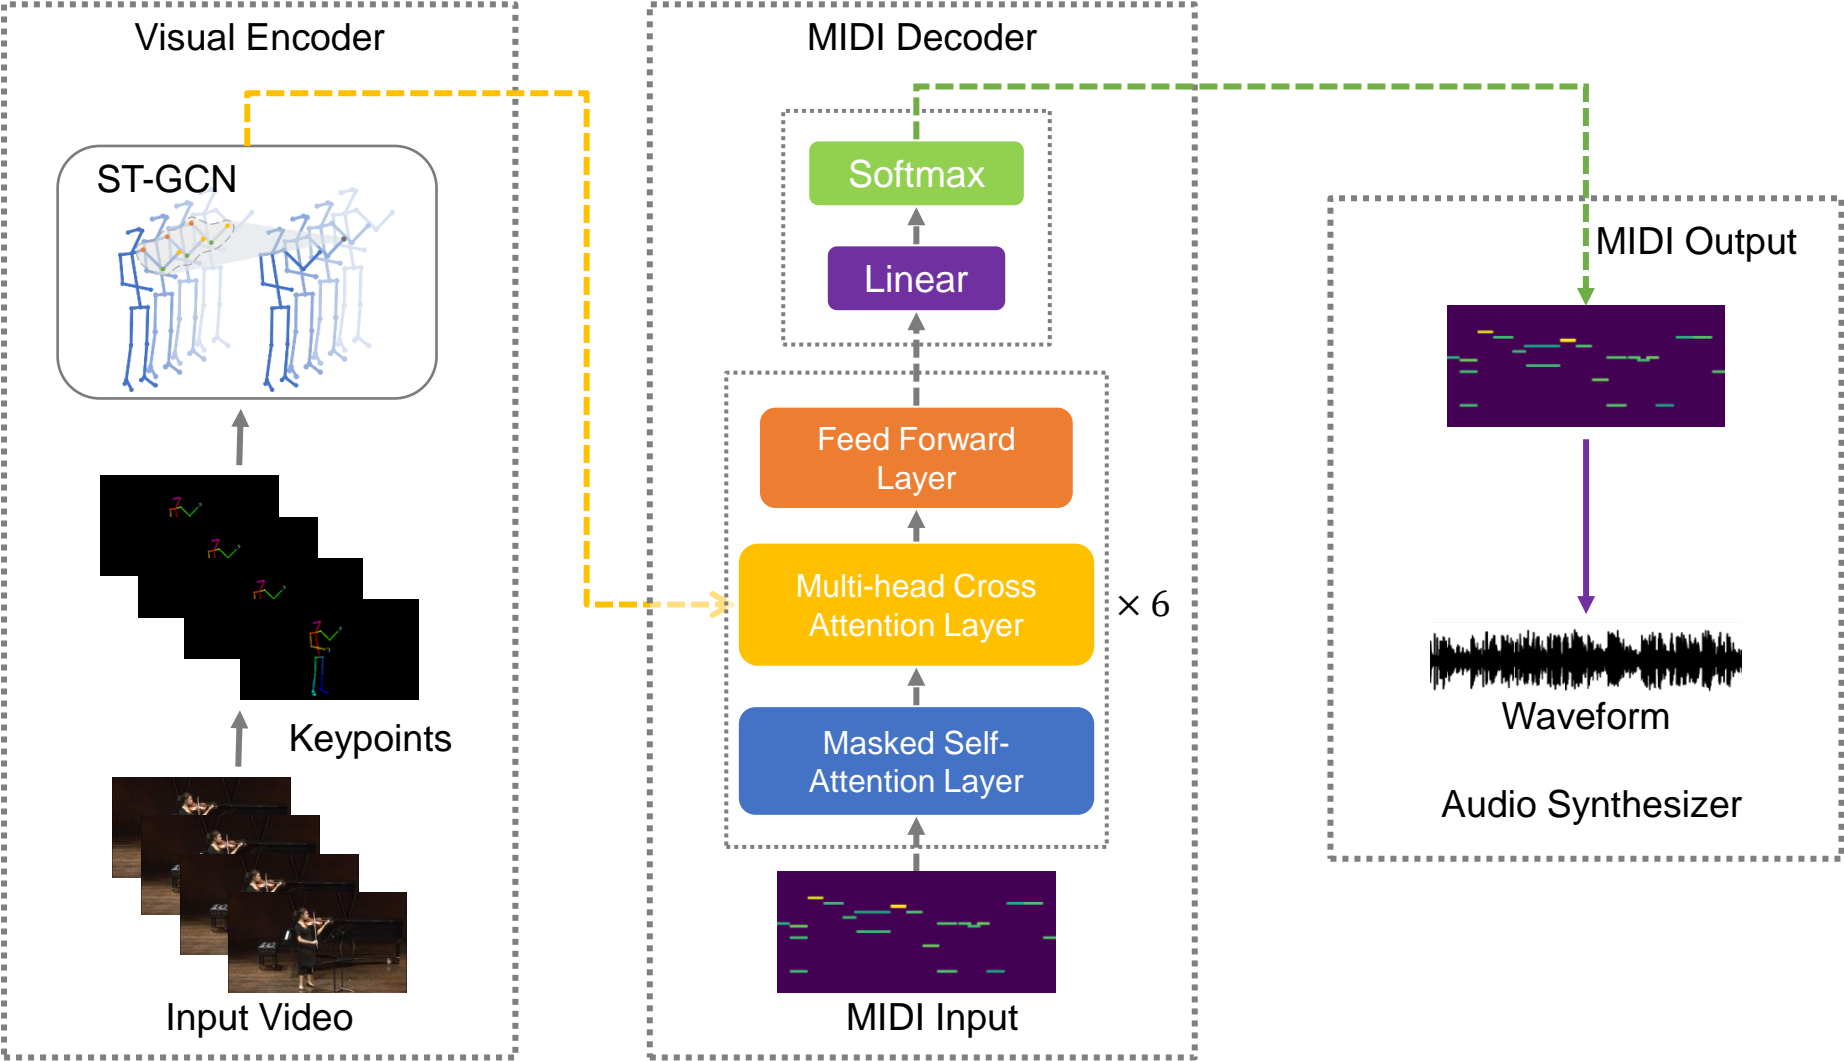 Visual Encoder
ST-GCN
Keypoints
Input Video
MIDI Decoder
Softmax
Linear
Feed Forward
Layer
Multi-head Cross
Attention Layer
× 6
Masked Self-
Attention Layer
MIDI Input
MIDI Output
Waveform
Audio Synthesizer